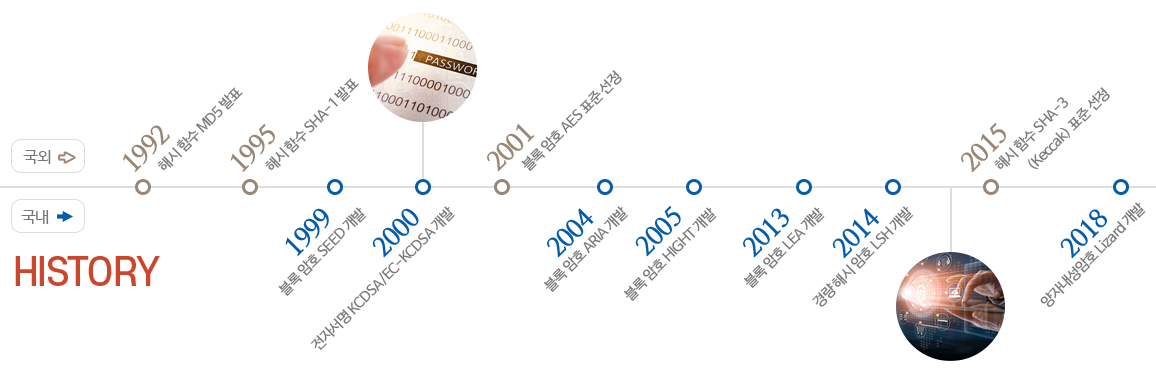 국외
1992
해시 함수 MD5 발표
1995
해시 함수 SHA-1 발표
PASSWOR
2001
블록 암호 AES 표준 선정
2015
해시 함수 SHA-3
(Keccak) 표준 선정
국내
HISTORY
1999
블록 암호 SEED 개발
2000
전자서명 KCDSA/EC-KCDSA 개발
2004
블록 암호 ARIA 개발
2005
블록 암호 HIGHT 개발
2013
블록 암호 LEA 개발
2014
경량 해시 암호 LSH 개발
2018
양자내성암호 Lizard 개발